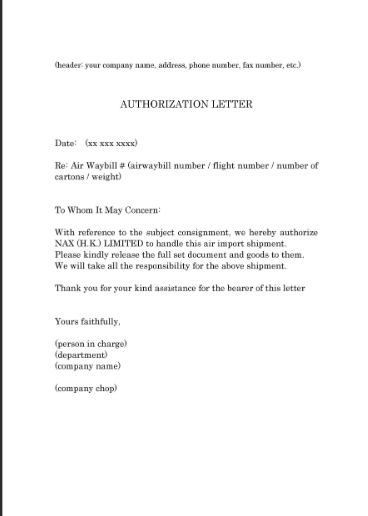 (header: your company name, address, phone number, fax number, etc.)
AUTHORIZATION LETTER
Date: (xx xxx xxxx)
Re: Air Waybill # (airwaybill number / flight number / number of
cartons / weight)
To Whom It May Concern:
With reference to the subject consignment, we hereby authorize
NAX (H.K.) LIMITED to handle this air import shipment.
Please kindly release the full set document and goods to them.
We will take all the responsibility for the above shipment.
Thank you for your kind assistance for the bearer of this letter
Yours faithfully,
(person in charge)
(department)
(company name)
(company chop)